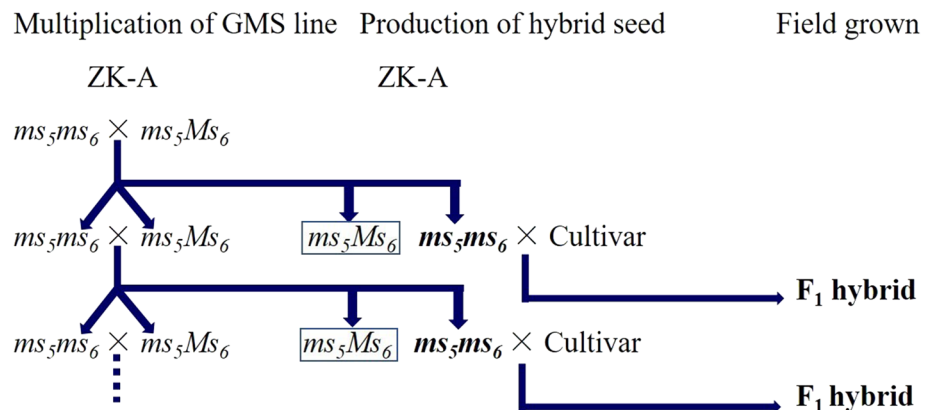 Multiplication of GMS line Production of hybrid seed Field grown
ZK-A ZK-A
ms₅ms₆ × ms₅Ms₆
ms₅ms₆ × ms₅Ms₆ ms₅Ms₆ ms₅ms₆ × Cultivar
F₁ hybrid
ms₅ms₆ × ms₅Ms₆ ms₅Ms₆ ms₅ms₆ × Cultivar
F₁ hybrid